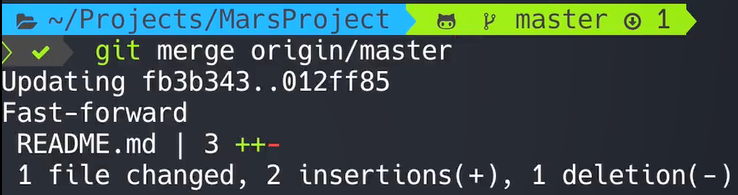 ~/Projects/MarsProject master 1
git merge origin/master
Updating fb3b343..012ff85
Fast-forward
README.md | 3 ++-
1 file changed, 2 insertions(+), 1 deletion(-)